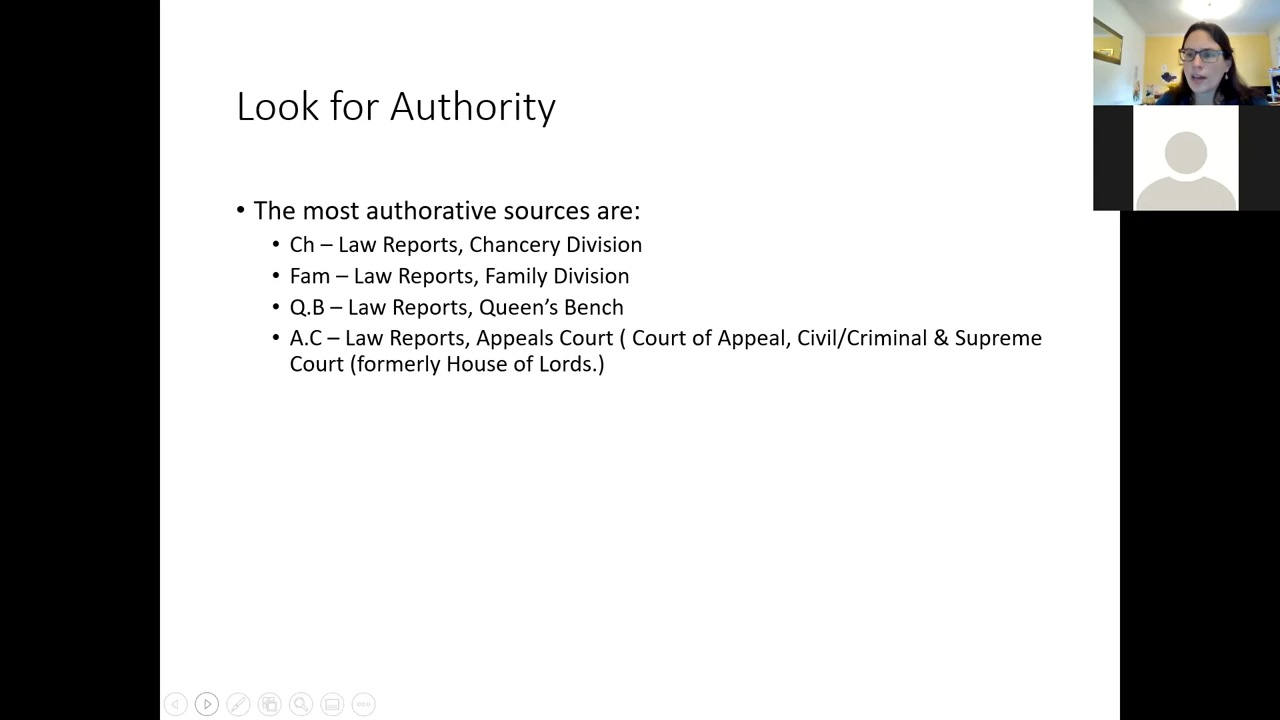 Look for Authority
• The most authorative sources are:
• Ch – Law Reports, Chancery Division
• Fam – Law Reports, Family Division
• Q.B – Law Reports, Queen’s Bench
• A.C – Law Reports, Appeals Court ( Court of Appeal, Civil/Criminal & Supreme
Court (formerly House of Lords.)